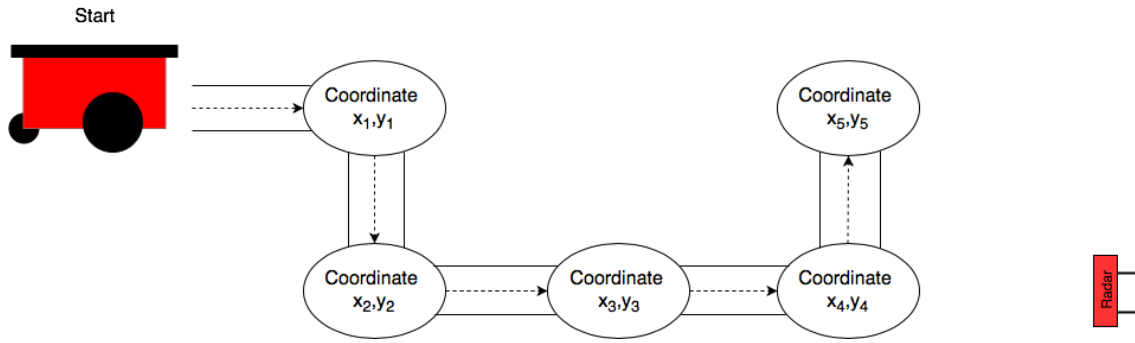 Start
Coordinate
x₁,y₁
Coordinate
x₅,y₅
Coordinate
x₂,y₂
Coordinate
x₃,y₃
Coordinate
x₄,y₄
Radar